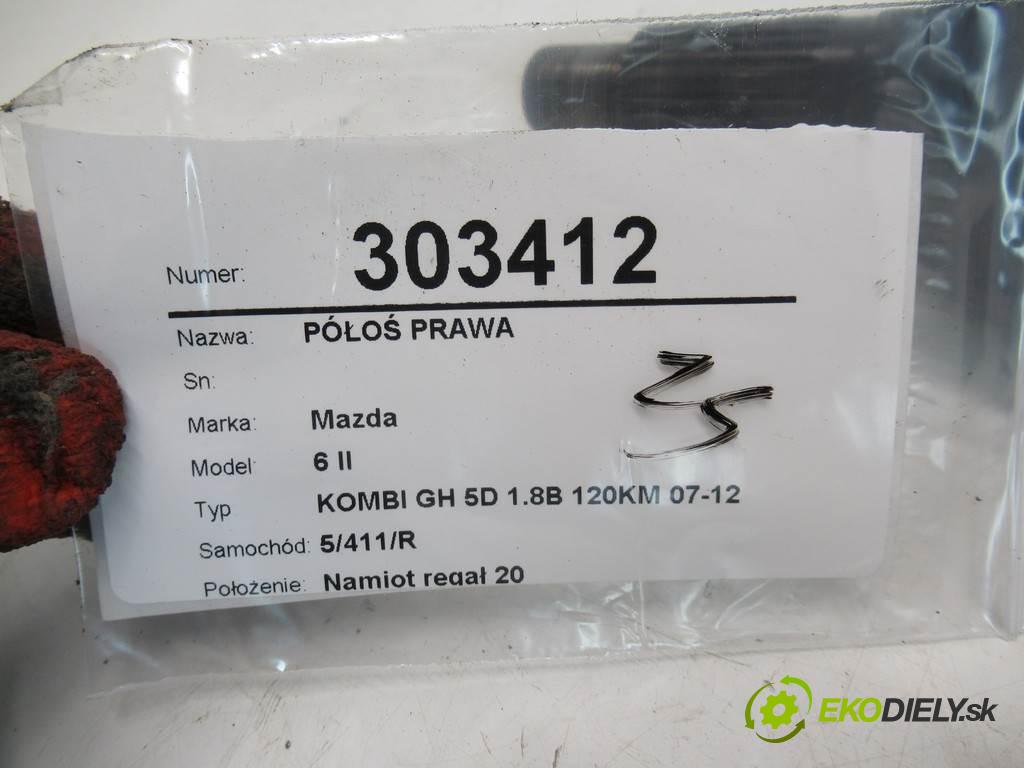 Numer: 303412
Nazwa: PÓŁOŚ PRAWA
Sn:
Marka: Mazda
Model: 6 II
Typ KOMBI GH 5D 1.8B 120KM 07-12
Samochód: 5/411/R
Położenie: Namiot regał 20
EKODIELY.sk